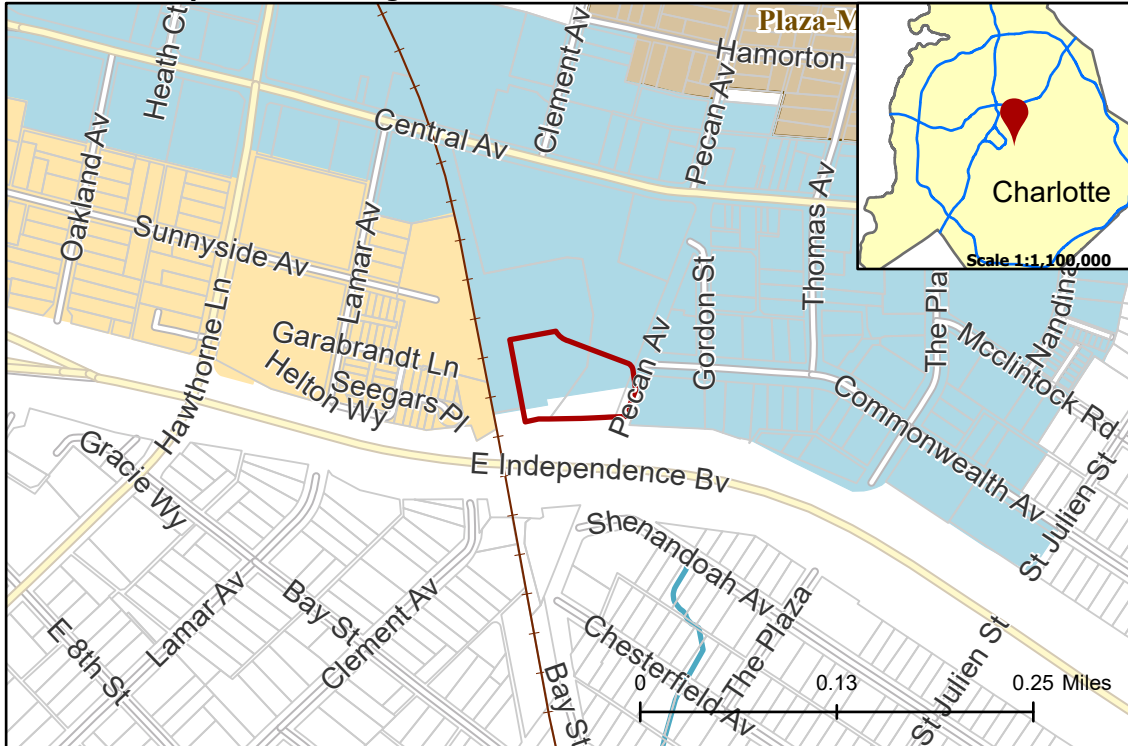 Plaza-M
Hamorton
Clement Av
Heath Ct
Pecan Av
Central Av
Oakland Av
Charlotte
Scale 1:1,100,000
Thomas Av
Sunnyside Av
Lamar Av
Gordon St
The Pla
Nandina
Hawthorne Ln
Garabrandt Ln
Pecan Av
Mcclintock Rd
Helton Wy
Seegars Pl
Commonwealth Av
Gracie Wy
E Independence Bv
St Julien St
Shenandoah Av
Lamar Av
Bay St
Clement Av
The Plaza
E 8th St
Chesterfield Av
St Julien St
Bay St
0 0.13 0.25 Miles